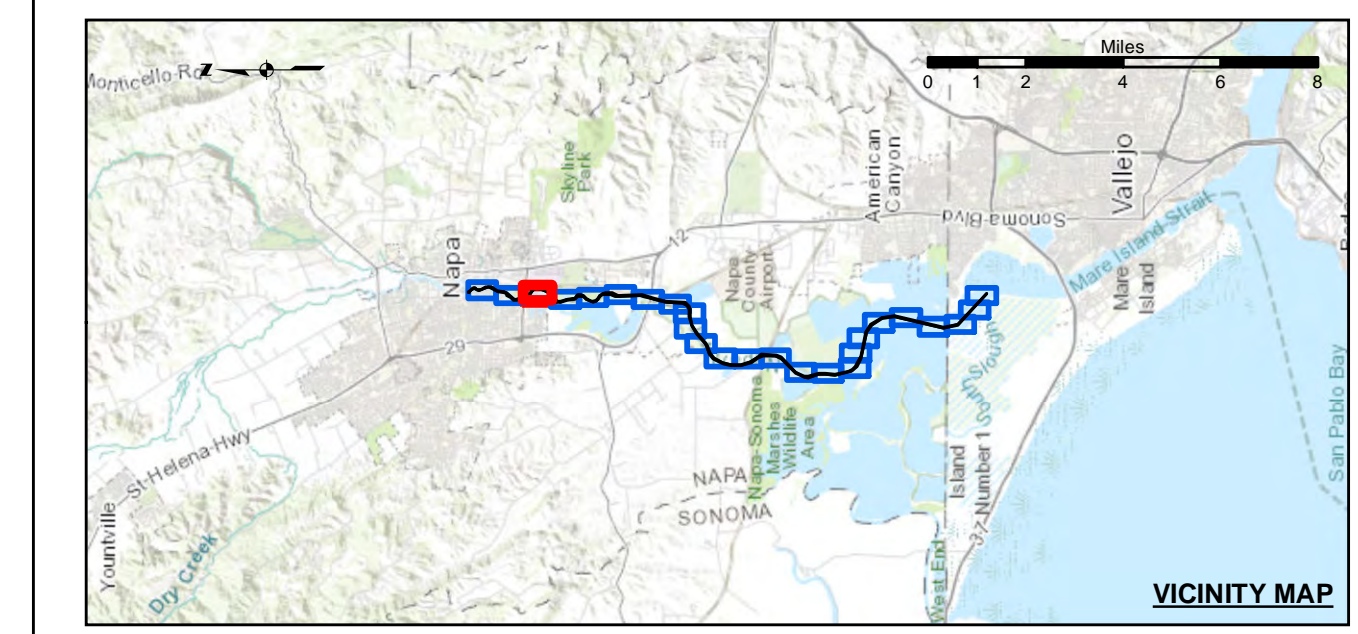 Miles
0 1 2 4 6 8
Monticello Rd
Z
Skyline
Park
American
Canyon
Vallejo
Sonoma-Blvd
Napa
12
Napa
County
Airport
Mare Island Strait
Mare
Island
29
South Slough
St-Helena-Hwy
Napa-Sonoma
Marshes
Wildlife
Area
NAPA
SONOMA
Island
Number 1
37
San Pablo Bay
Yountville
Dry Creek
West End
VICINITY MAP